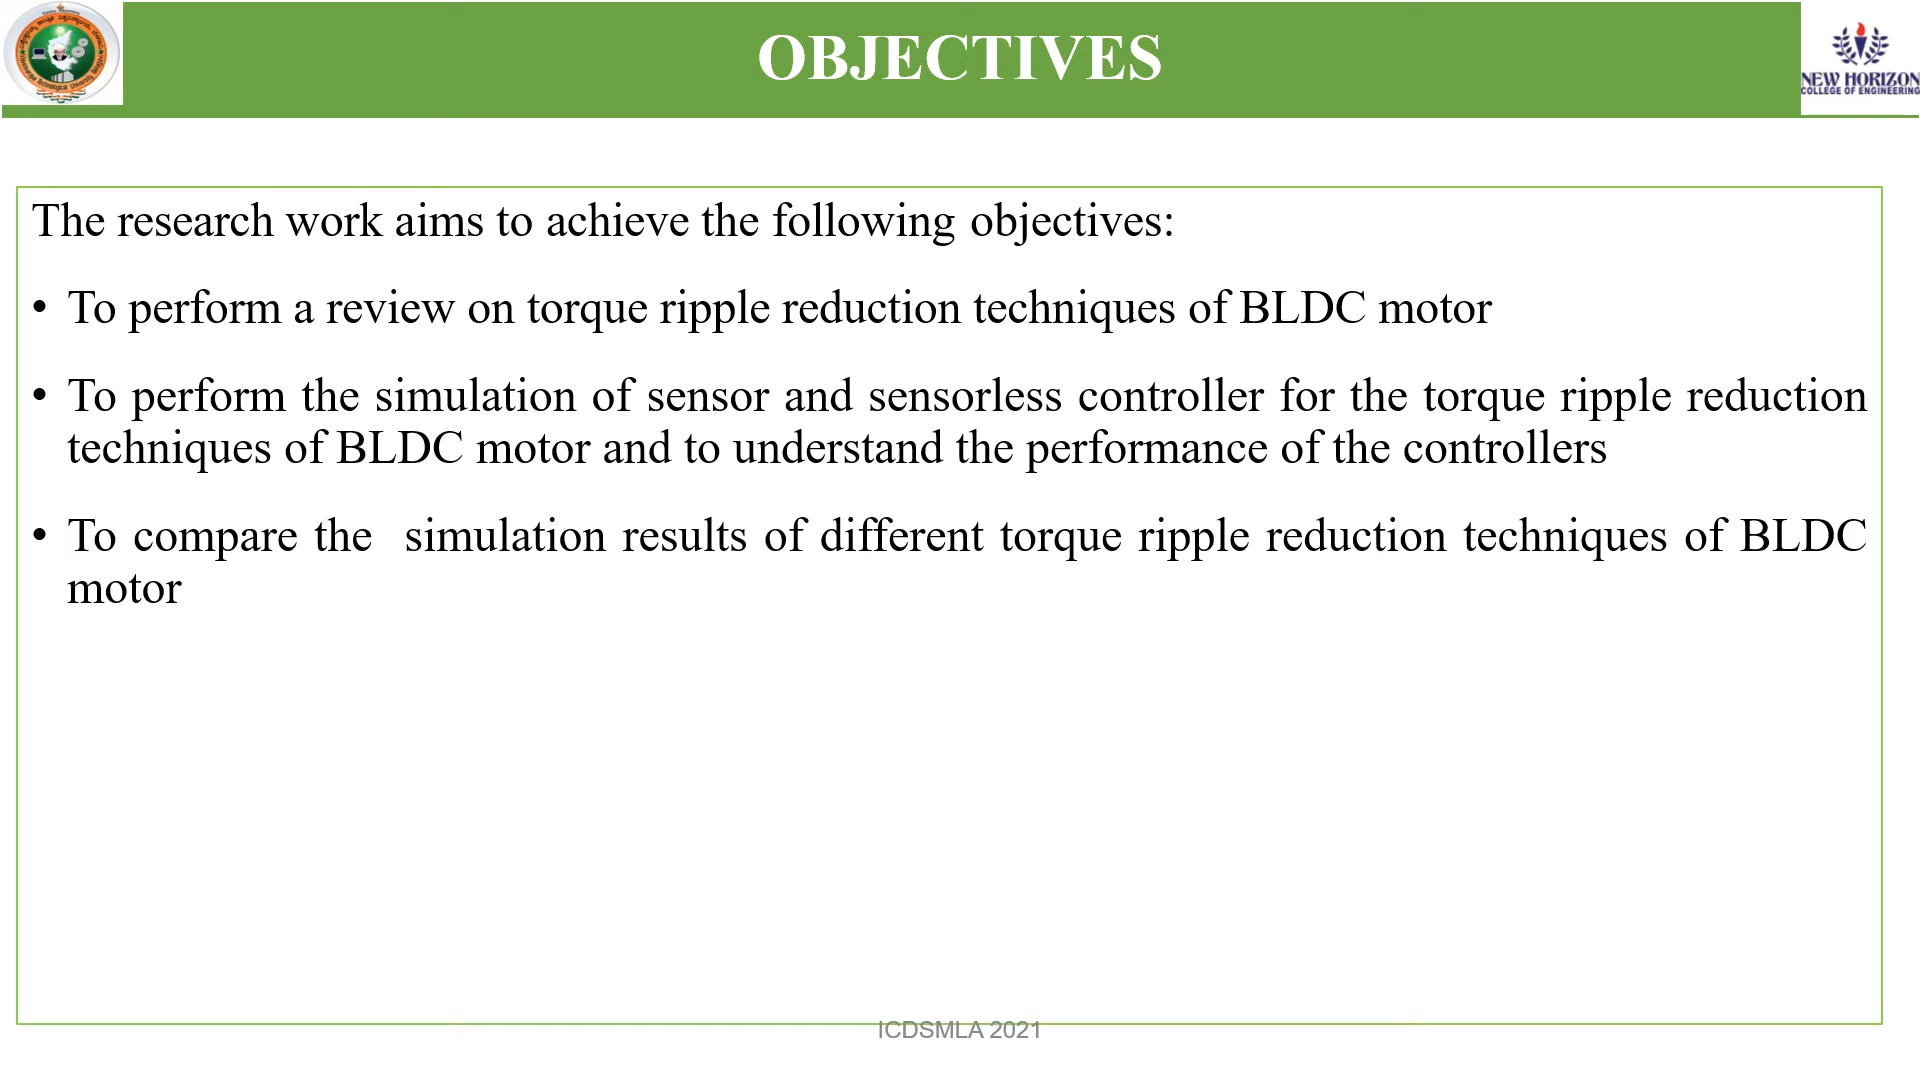 OBJECTIVES
NEW HORIZON
COLLEGE OF ENGINEERING
The research work aims to achieve the following objectives:
• To perform a review on torque ripple reduction techniques of BLDC motor
• To perform the simulation of sensor and sensorless controller for the torque ripple reduction
techniques of BLDC motor and to understand the performance of the controllers
• To compare the  simulation results of different torque ripple reduction techniques of BLDC
motor
ICDSMLA 2021